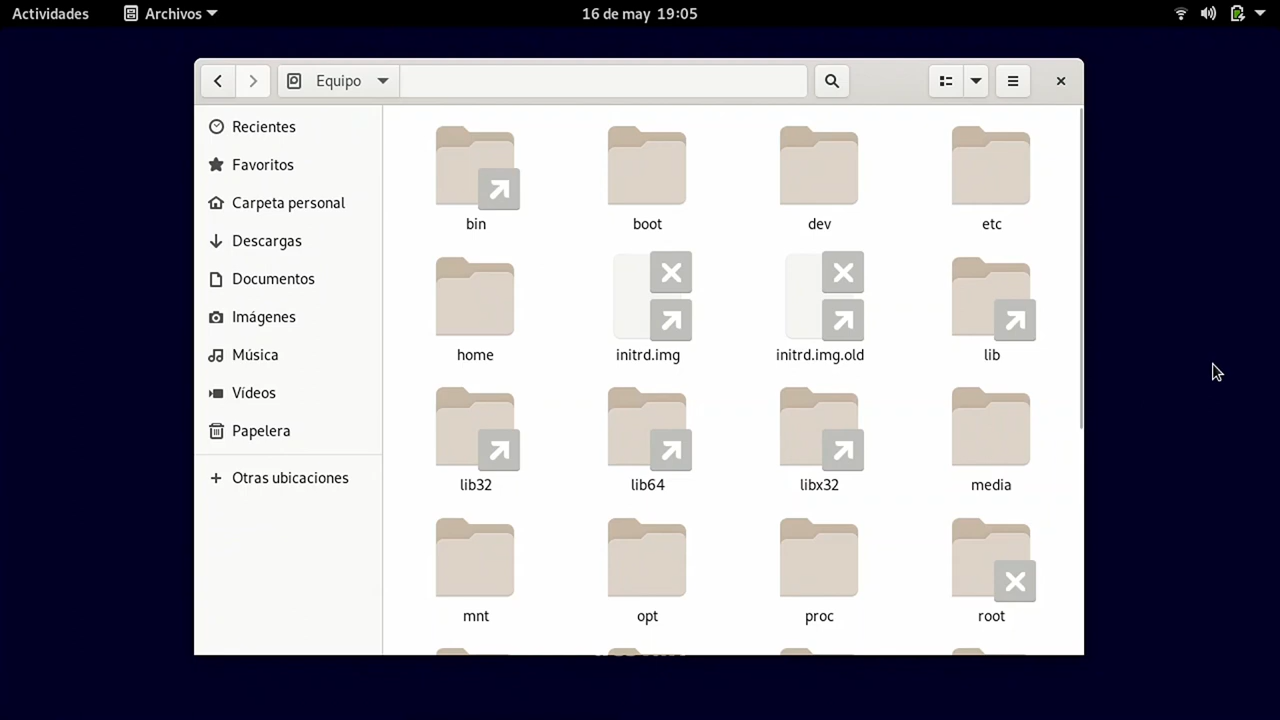 Actividades Archivos 16 de may 19:05
Equipo
Recientes
Favoritos
Carpeta personal
Descargas
Documentos
Imágenes
Música
Vídeos
Papelera
Otras ubicaciones
bin boot dev etc
home initrd.img initrd.img.old lib
lib32 lib64 libx32 media
mnt opt proc root